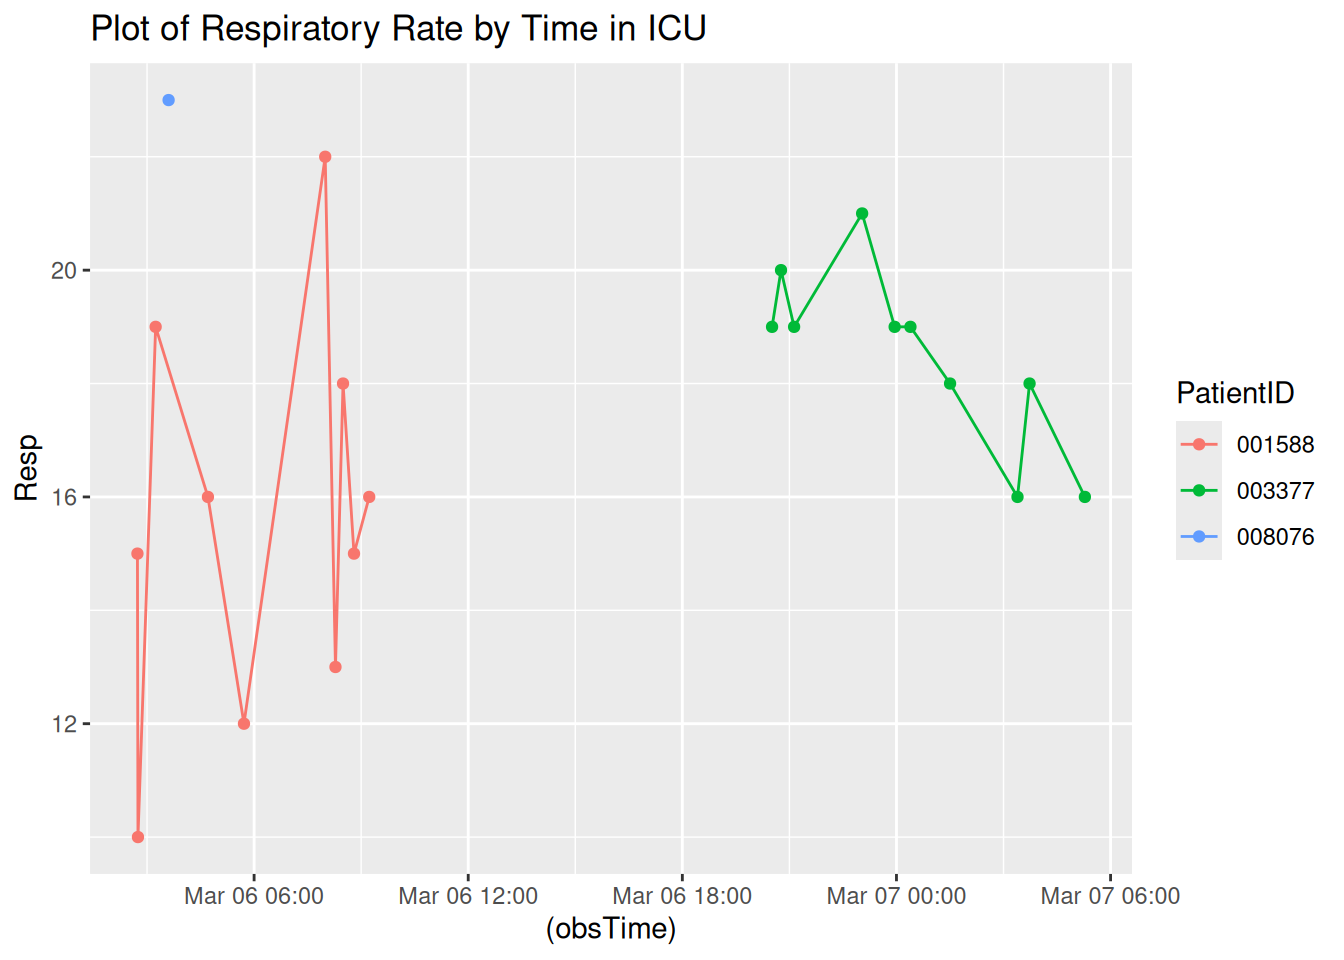 Plot of Respiratory Rate by Time in ICU
Resp
20
16
12
Mar 06 06:00 Mar 06 12:00 Mar 06 18:00 Mar 07 00:00 Mar 07 06:00
(obsTime)
PatientID
001588
003377
008076